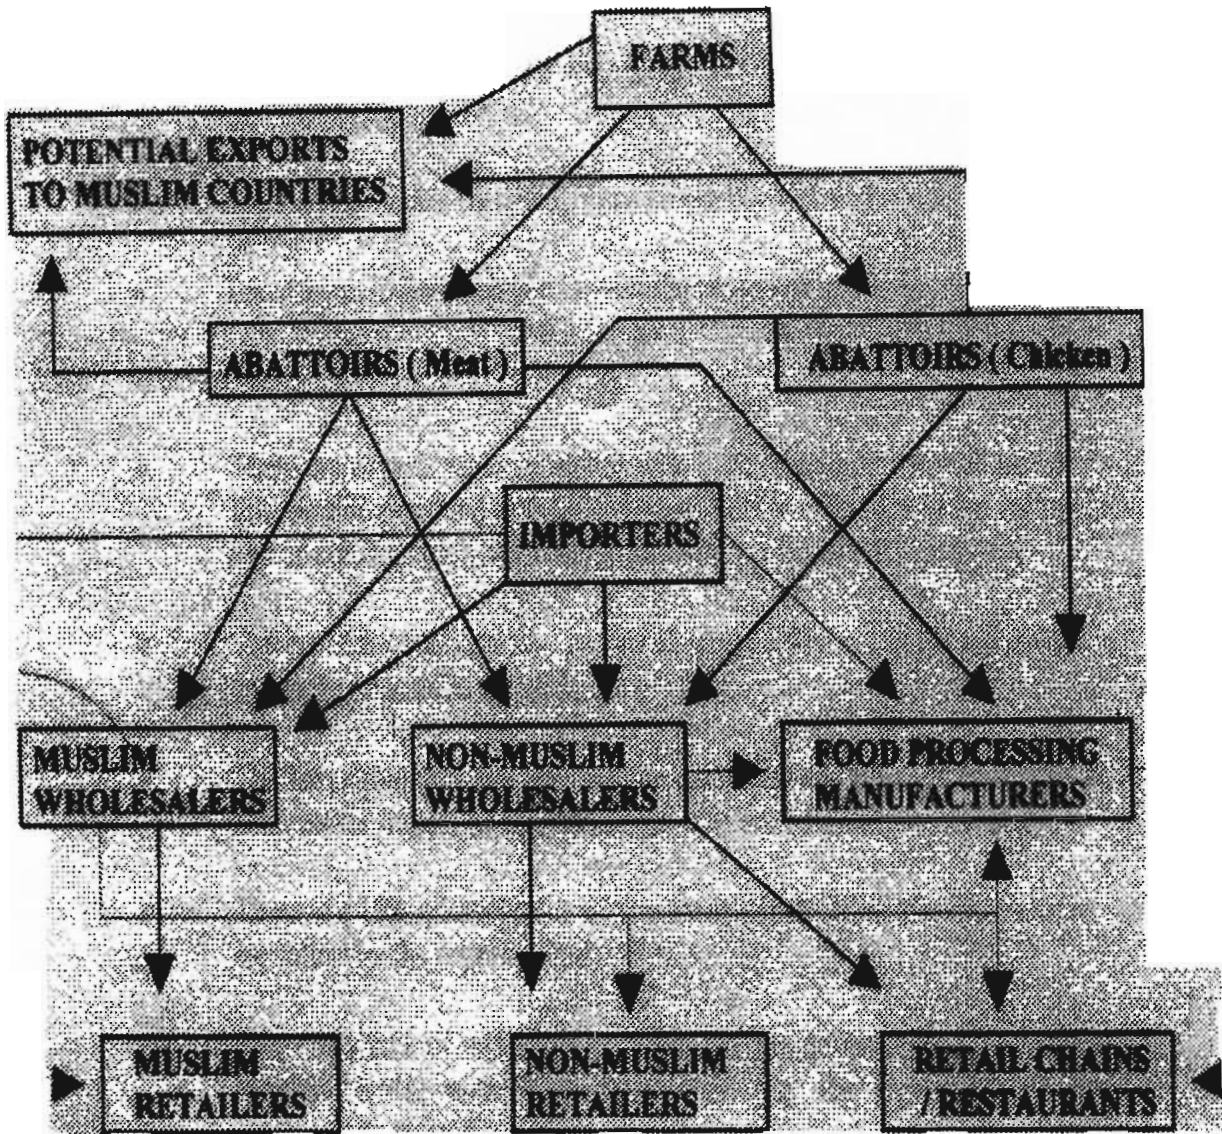 FARMS
POTENTIAL EXPORTS
TO MUSLIM COUNTRIES
ABATTOIRS ( Meat )
ABATTOIRS ( Chicken )
IMPORTERS
MUSLIM
WHOLESALERS
NON-MUSLIM
WHOLESALERS
FOOD PROCESSING
MANUFACTURERS
MUSLIM
RETAILERS
NON-MUSLIM
RETAILERS
RETAIL CHAINS
/ RESTAURANTS